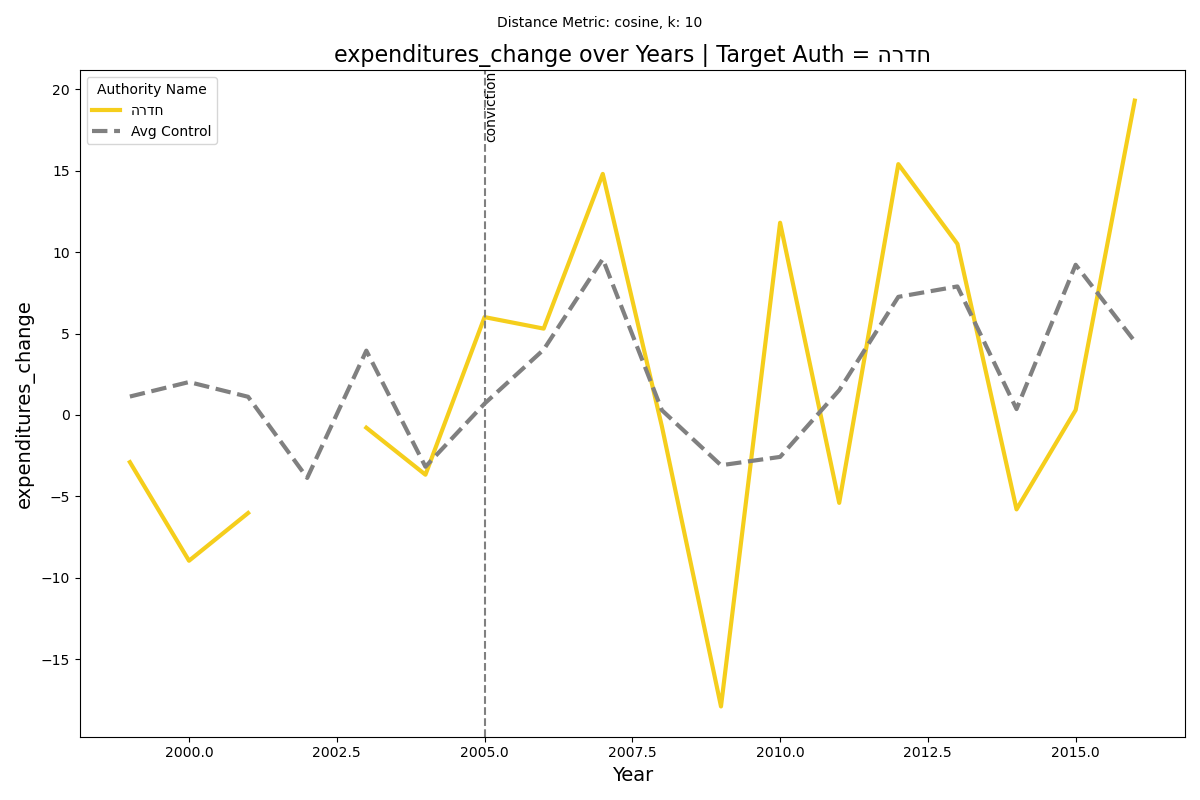 Distance Metric: cosine, k: 10
expenditures_change over Years | Target Auth = חדרה
Authority Name
חדרה
Avg Control
conviction
20
15
10
5
0
−5
−10
−15
expenditures_change
2000.0 2002.5 2005.0 2007.5 2010.0 2012.5 2015.0
Year